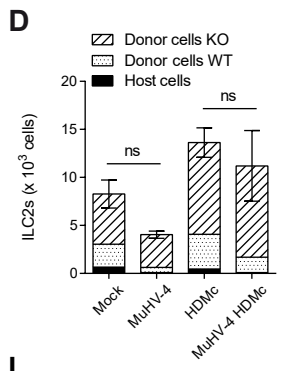 D
Donor cells KO
Donor cells WT
Host cells
ILC2s (x 10³ cells)
20
15
10
5
0
ns
ns
Mock
MuHV-4
HDMc
MuHV-4 HDMc